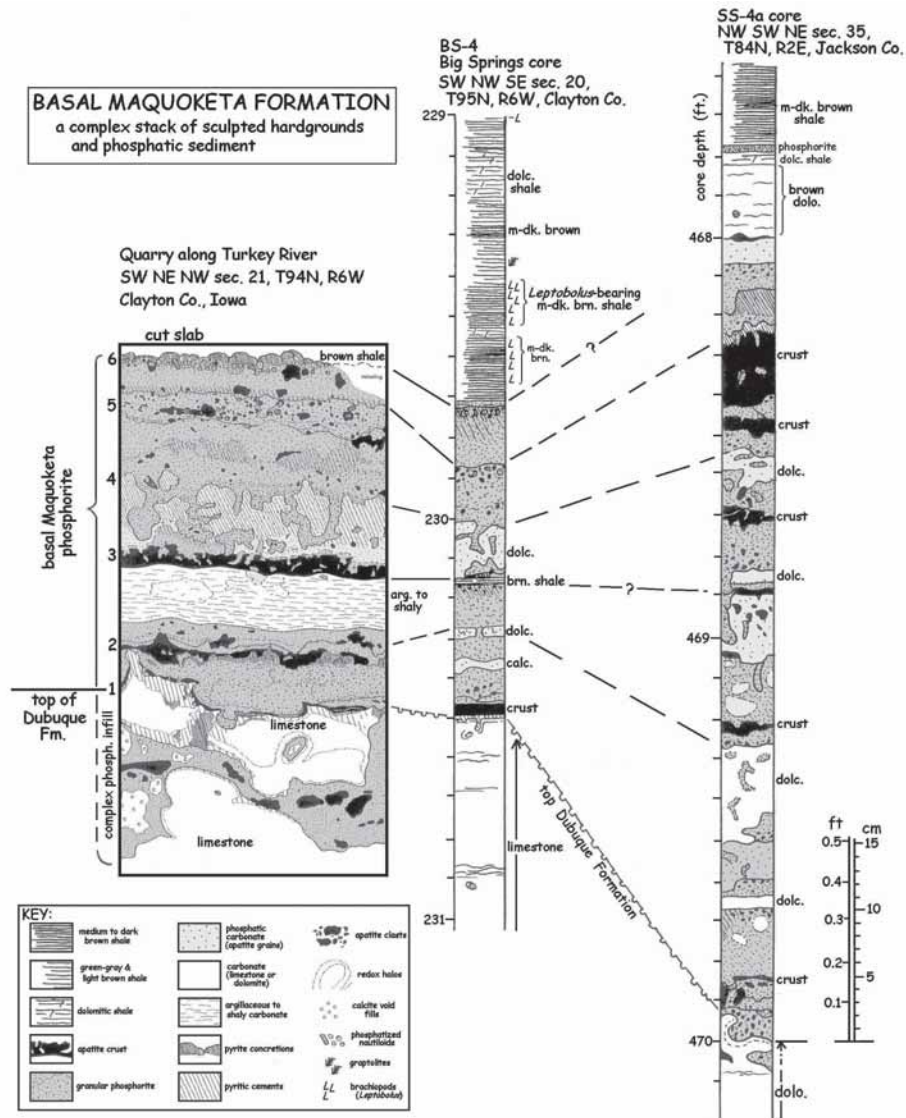 BASAL MAQUOKETA FORMATION
a complex stack of sculpted hardgrounds
and phosphatic sediment
Quarry along Turkey River
SW NE NW sec. 21, T94N, R6W
Clayton Co., Iowa
cut slab
6
brown shale
missing
5
4
3
2
1
basal Maquoketa
phosphorite
top of
Dubuque
Fm.
complex phosph. infill
arg. to
shaly
limestone
limestone
BS-4
Big Springs core
SW NW SE sec. 20,
T95N, R6W, Clayton Co.
229
L
dolc.
shale
m-dk. brown
LL
L
LL
L
L
Leptobolus-bearing
m-dk. brn. shale
L
L
L
L
m-dk.
brn.
?
230
dolc.
brn. shale
?
dolc.
calc.
crust
limestone
231
top Dubuque Formation
SS-4a core
NW SW NE sec. 35,
T84N, R2E, Jackson Co.
core depth (ft.)
m-dk brown
shale
phosphorite
dolc. shale
brown
dolo.
468
crust
crust
dolc.
crust
dolc.
469
crust
dolc.
dolc.
crust
470
dolo.
ft
cm
0.5
15
0.4
0.3
10
0.2
5
0.1
KEY:
medium to dark
brown shale
green-gray &
light brown shale
dolomitic shale
apatite crust
granular phosphorite
phosphatic
carbonate
(apatite grains)
carbonate
(limestone or
dolomite)
argillaceous to
shaly carbonate
pyrite concretions
pyritic cements
apatite clasts
redox haloe
calcite void
fills
phosphatized
nautiloids
graptolites
LL
L
brachiopods
(Leptobolus)